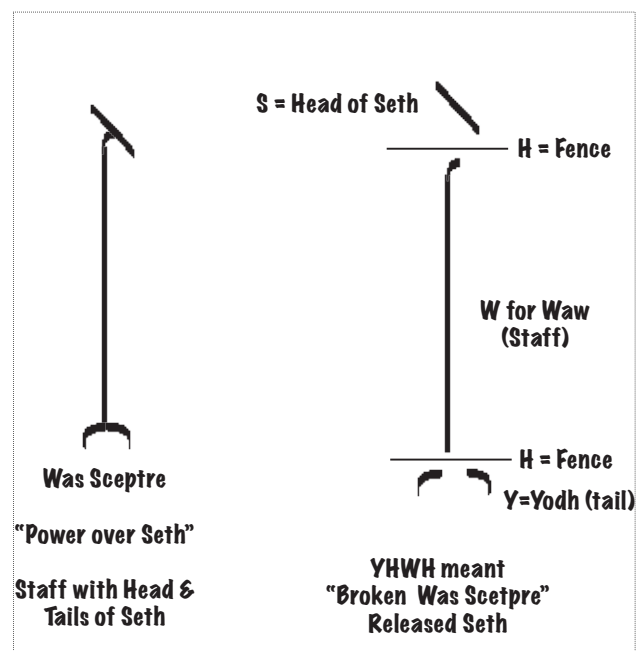 S = Head of Seth
H = Fence
W for Waw
(Staff)
H = Fence
Y=Yodh (tail)
Was Sceptre
“Power over Seth”
Staff with Head &
Tails of Seth
YHWH meant
“Broken Was Scetpre”
Released Seth